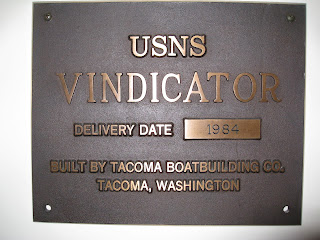 USNS
VINDICATOR
DELIVERY DATE 1984
BUILT BY TACOMA BOATBUILDING CO.
TACOMA, WASHINGTON